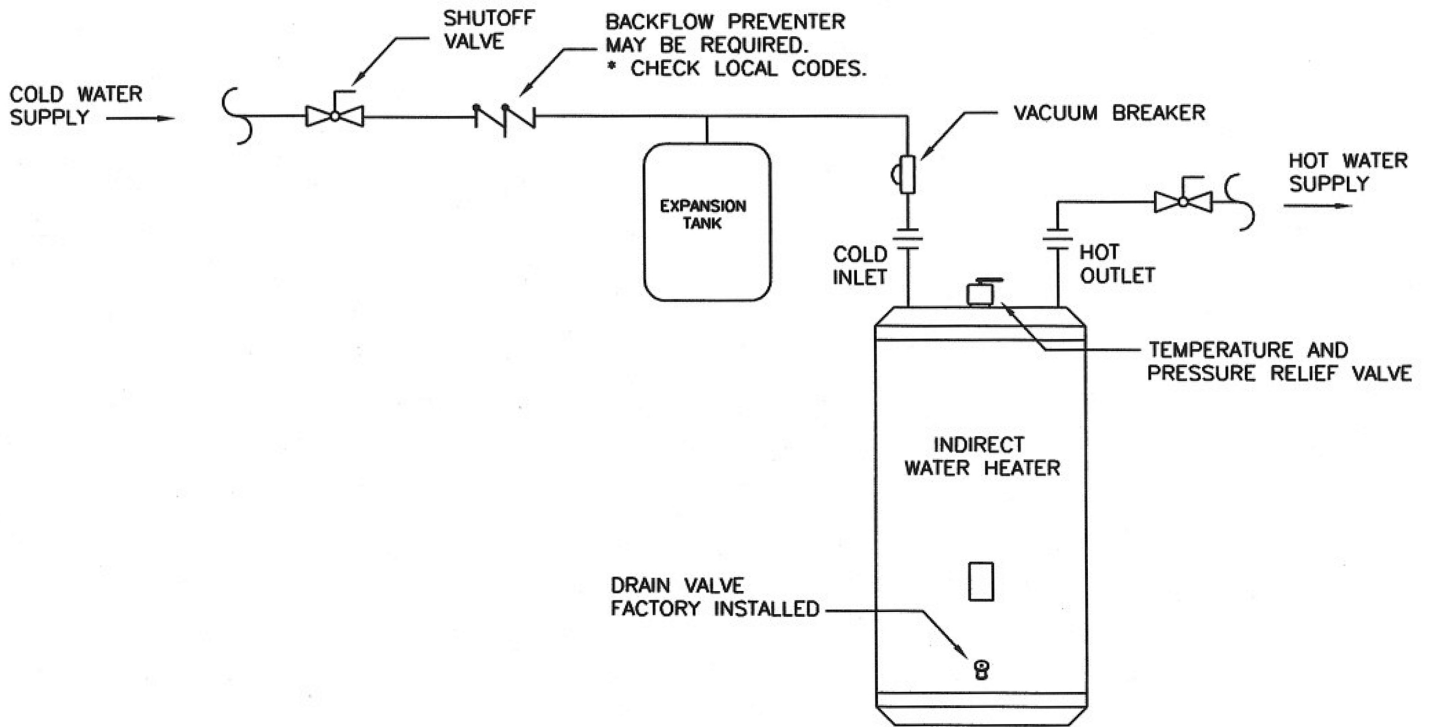 SHUTOFF
VALVE
BACKFLOW PREVENTER
MAY BE REQUIRED.
* CHECK LOCAL CODES.
COLD WATER
SUPPLY
VACUUM BREAKER
HOT WATER
SUPPLY
EXPANSION
TANK
COLD
INLET
HOT
OUTLET
TEMPERATURE AND
PRESSURE RELIEF VALVE
INDIRECT
WATER HEATER
DRAIN VALVE
FACTORY INSTALLED